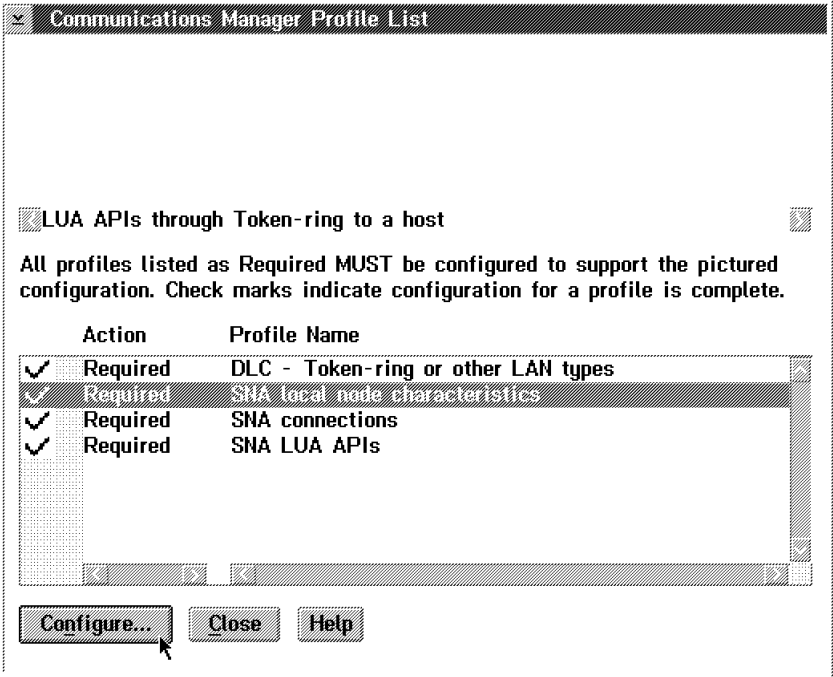 Communications Manager Profile List
LUA APIs through Token-ring to a host
All profiles listed as Required MUST be configured to support the pictured
configuration. Check marks indicate configuration for a profile is complete.
Action Profile Name
Required DLC - Token-ring or other LAN types
Required SNA local node characteristics
Required SNA connections
Required SNA LUA APIs
Configure... Close Help